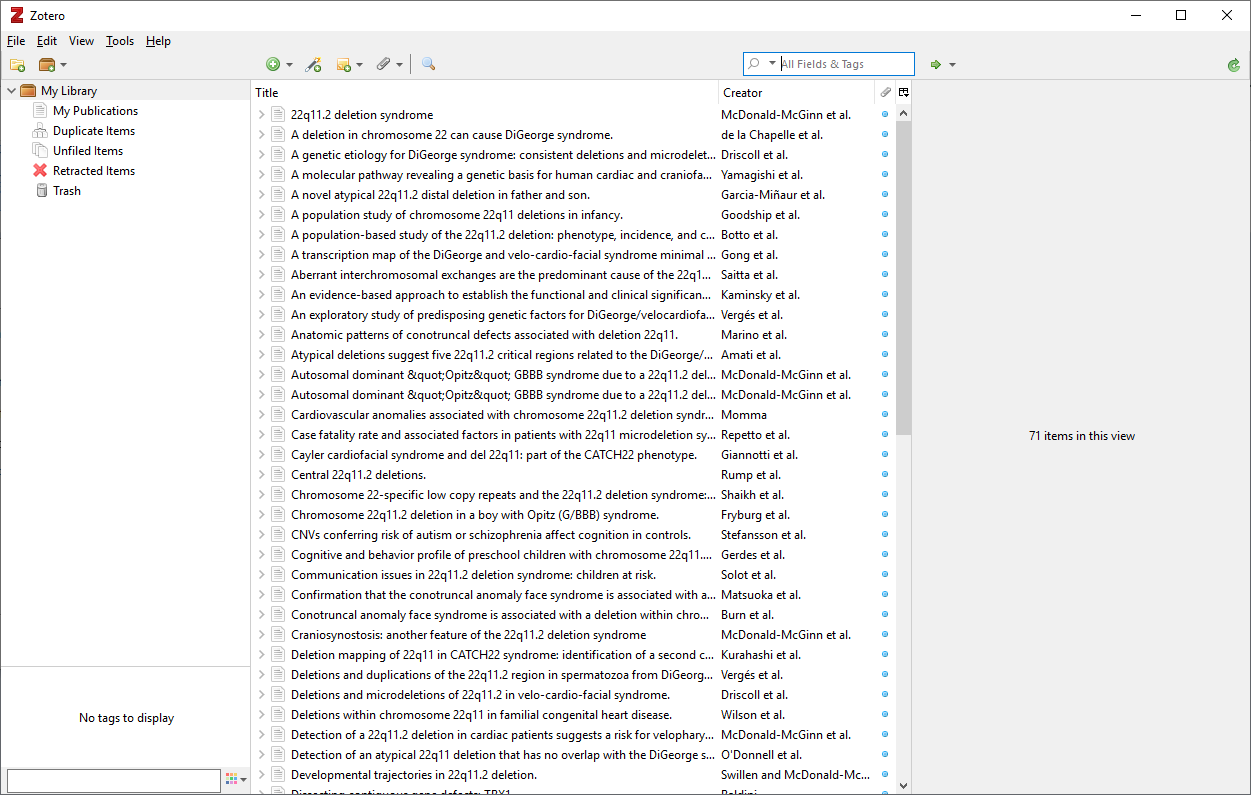 Zotero
File Edit View Tools Help
All Fields & Tags
My Library
My Publications
Duplicate Items
Unfiled Items
Retracted Items
Trash
Title Creator
22q11.2 deletion syndrome McDonald-McGinn et al.
A deletion in chromosome 22 can cause DiGeorge syndrome. de la Chapelle et al.
A genetic etiology for DiGeorge syndrome: consistent deletions and microdelet... Driscoll et al.
A molecular pathway revealing a genetic basis for human cardiac and craniofa... Yamagishi et al.
A novel atypical 22q11.2 distal deletion in father and son. Garcia-Miñaur et al.
A population study of chromosome 22q11 deletions in infancy. Goodship et al.
A population-based study of the 22q11.2 deletion: phenotype, incidence, and c... Botto et al.
A transcription map of the DiGeorge and velo-cardio-facial syndrome minimal ... Gong et al.
Aberrant interchromosomal exchanges are the predominant cause of the 22q1... Saitta et al.
An evidence-based approach to establish the functional and clinical significan... Kaminsky et al.
An exploratory study of predisposing genetic factors for DiGeorge/velocardiofa... Vergés et al.
Anatomic patterns of conotruncal defects associated with deletion 22q11. Marino et al.
Atypical deletions suggest five 22q11.2 critical regions related to the DiGeorge/... Amati et al.
Autosomal dominant &quot;Opitz&quot; GBBB syndrome due to a 22q11.2 del... McDonald-McGinn et al.
Autosomal dominant &quot;Opitz&quot; GBBB syndrome due to a 22q11.2 del... McDonald-McGinn et al.
Cardiovascular anomalies associated with chromosome 22q11.2 deletion syndr... Momma
Case fatality rate and associated factors in patients with 22q11 microdeletion sy... Repetto et al.
Cayler cardiofacial syndrome and del 22q11: part of the CATCH22 phenotype. Giannotti et al.
Central 22q11.2 deletions. Rump et al.
Chromosome 22-specific low copy repeats and the 22q11.2 deletion syndrome:... Shaikh et al.
Chromosome 22q11.2 deletion in a boy with Opitz (G/BBB) syndrome. Fryburg et al.
CNVs conferring risk of autism or schizophrenia affect cognition in controls. Stefansson et al.
Cognitive and behavior profile of preschool children with chromosome 22q11.... Gerdes et al.
Communication issues in 22q11.2 deletion syndrome: children at risk. Solot et al.
Confirmation that the conotruncal anomaly face syndrome is associated with a... Matsuoka et al.
Conotruncal anomaly face syndrome is associated with a deletion within chro... Burn et al.
Craniosynostosis: another feature of the 22q11.2 deletion syndrome McDonald-McGinn et al.
Deletion mapping of 22q11 in CATCH22 syndrome: identification of a second c... Kurahashi et al.
Deletions and duplications of the 22q11.2 region in spermatozoa from DiGeorg... Vergés et al.
Deletions and microdeletions of 22q11.2 in velo-cardio-facial syndrome. Driscoll et al.
Deletions within chromosome 22q11 in familial congenital heart disease. Wilson et al.
Detection of a 22q11.2 deletion in cardiac patients suggests a risk for velophary... McDonald-McGinn et al.
Detection of an atypical 22q11 deletion that has no overlap with the DiGeorge s... O'Donnell et al.
Developmental trajectories in 22q11.2 deletion. Swillen and McDonald-Mc...
71 items in this view
No tags to display